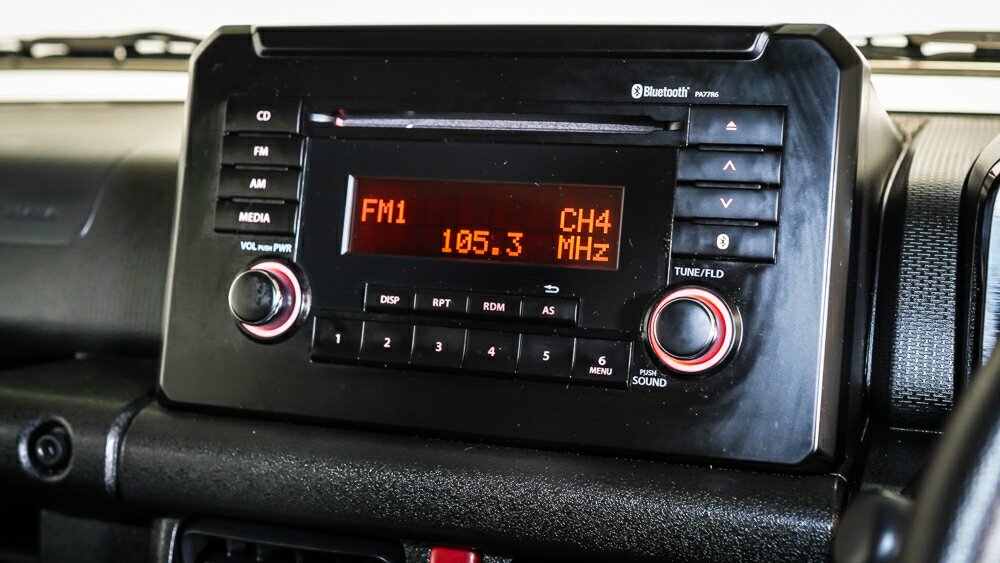 Bluetooth® PA77R6
CD
FM
AM
MEDIA
VOL PUSH PWR
FM1 CH4
105.3 MHz
TUNE/FLD
DISP RPT RDM AS
1 2 3 4 5 6
MENU
PUSH
SOUND